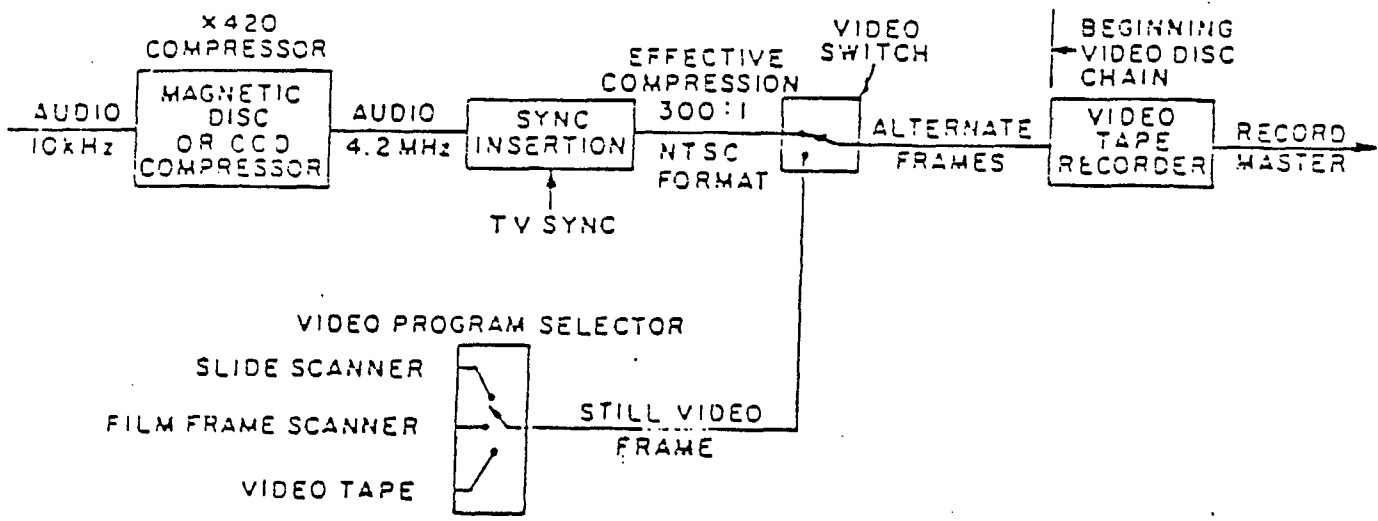 X420
COMPRESSOR
AUDIO
10kHz
MAGNETIC
DISC
OR CCD
COMPRESSOR
AUDIO
4.2 MHz
SYNC
INSERTION
TV SYNC
EFFECTIVE
COMPRESSION
300:1
NTSC
FORMAT
VIDEO
SWITCH
ALTERNATE
FRAMES
BEGINNING
VIDEO DISC
CHAIN
VIDEO
TAPE
RECORDER
RECORD
MASTER
VIDEO PROGRAM SELECTOR
SLIDE SCANNER
FILM FRAME SCANNER
VIDEO TAPE
STILL VIDEO
FRAME